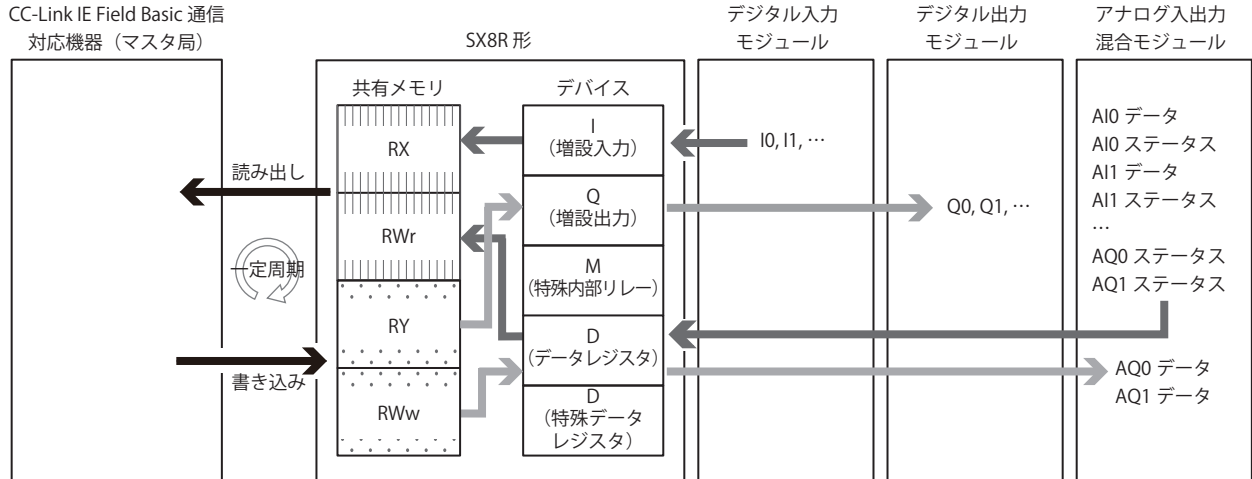 CC-Link IE Field Basic 通信
対応機器（マスタ局）
SX8R 形
デジタル入力
モジュール
デジタル出力
モジュール
アナログ入出力
混合モジュール
共有メモリ
デバイス
RX
RWr
RY
RWw
I
（増設入力）
Q
（増設出力）
M
（特殊内部リレー）
D
（データレジスタ）
D
（特殊データ
レジスタ）
読み出し
一定周期
書き込み
I0, I1, …
Q0, Q1, …
AI0 データ
AI0 ステータス
AI1 データ
AI1 ステータス
…
AQ0 ステータス
AQ1 ステータス
AQ0 データ
AQ1 データ